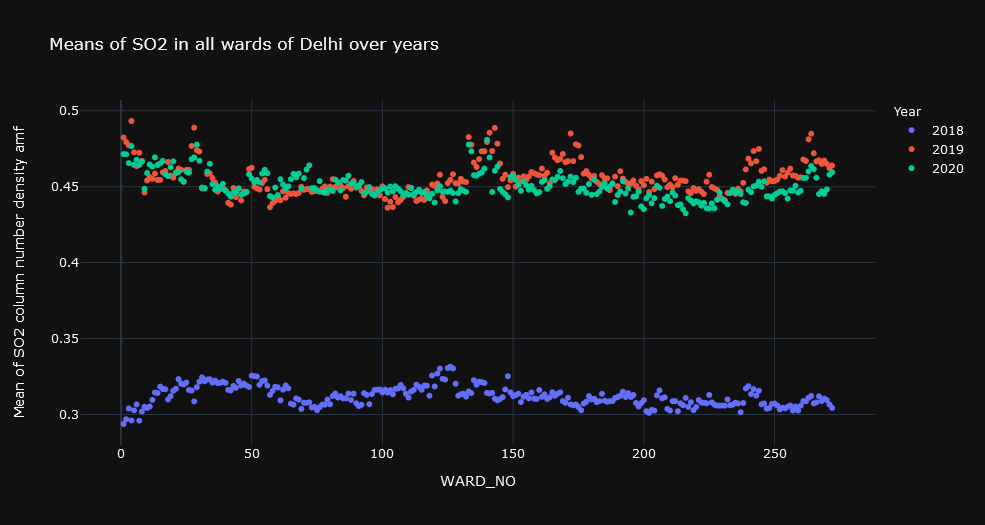 Means of SO2 in all wards of Delhi over years
Year
2018
2019
2020
0.5
0.45
0.4
0.35
0.3
Mean of SO2 column number density amf
0 50 100 150 200 250
WARD_NO